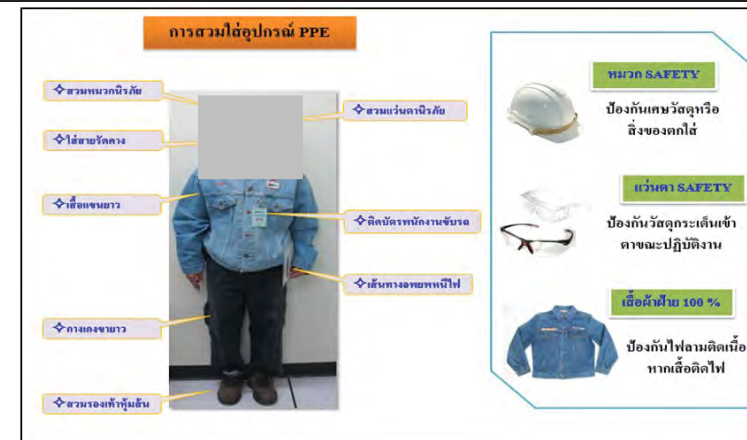 การสวมใส่อุปกรณ์ PPE
สวมหมวกนิรภัย
ใส่สายรัดคาง
เสื้อแขนยาว
กางเกงขายาว
สวมรองเท้าหุ้มส้น
สวมแว่นตานิรภัย
ติดบัตรพนักงานขับรถ
เส้นทางอพยพหนีไฟ
หมวก SAFETY
ป้องกันเศษวัสดุหรือ
สิ่งของตกใส่
แว่นตา SAFETY
ป้องกันวัสดุกระเด็นเข้า
ตาขณะปฏิบัติงาน
เสื้อผ้าฝ้าย 100 %
ป้องกันไฟลามติดเนื้อ
หากเสื้อติดไฟ